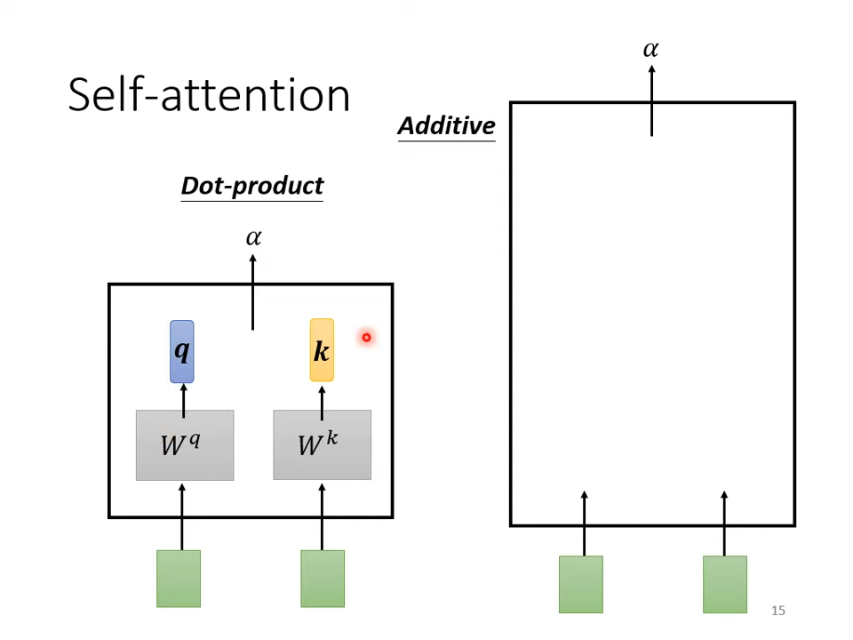 Self-attention
Dot-product
α
q
k
W^q
W^k
Additive
α
15